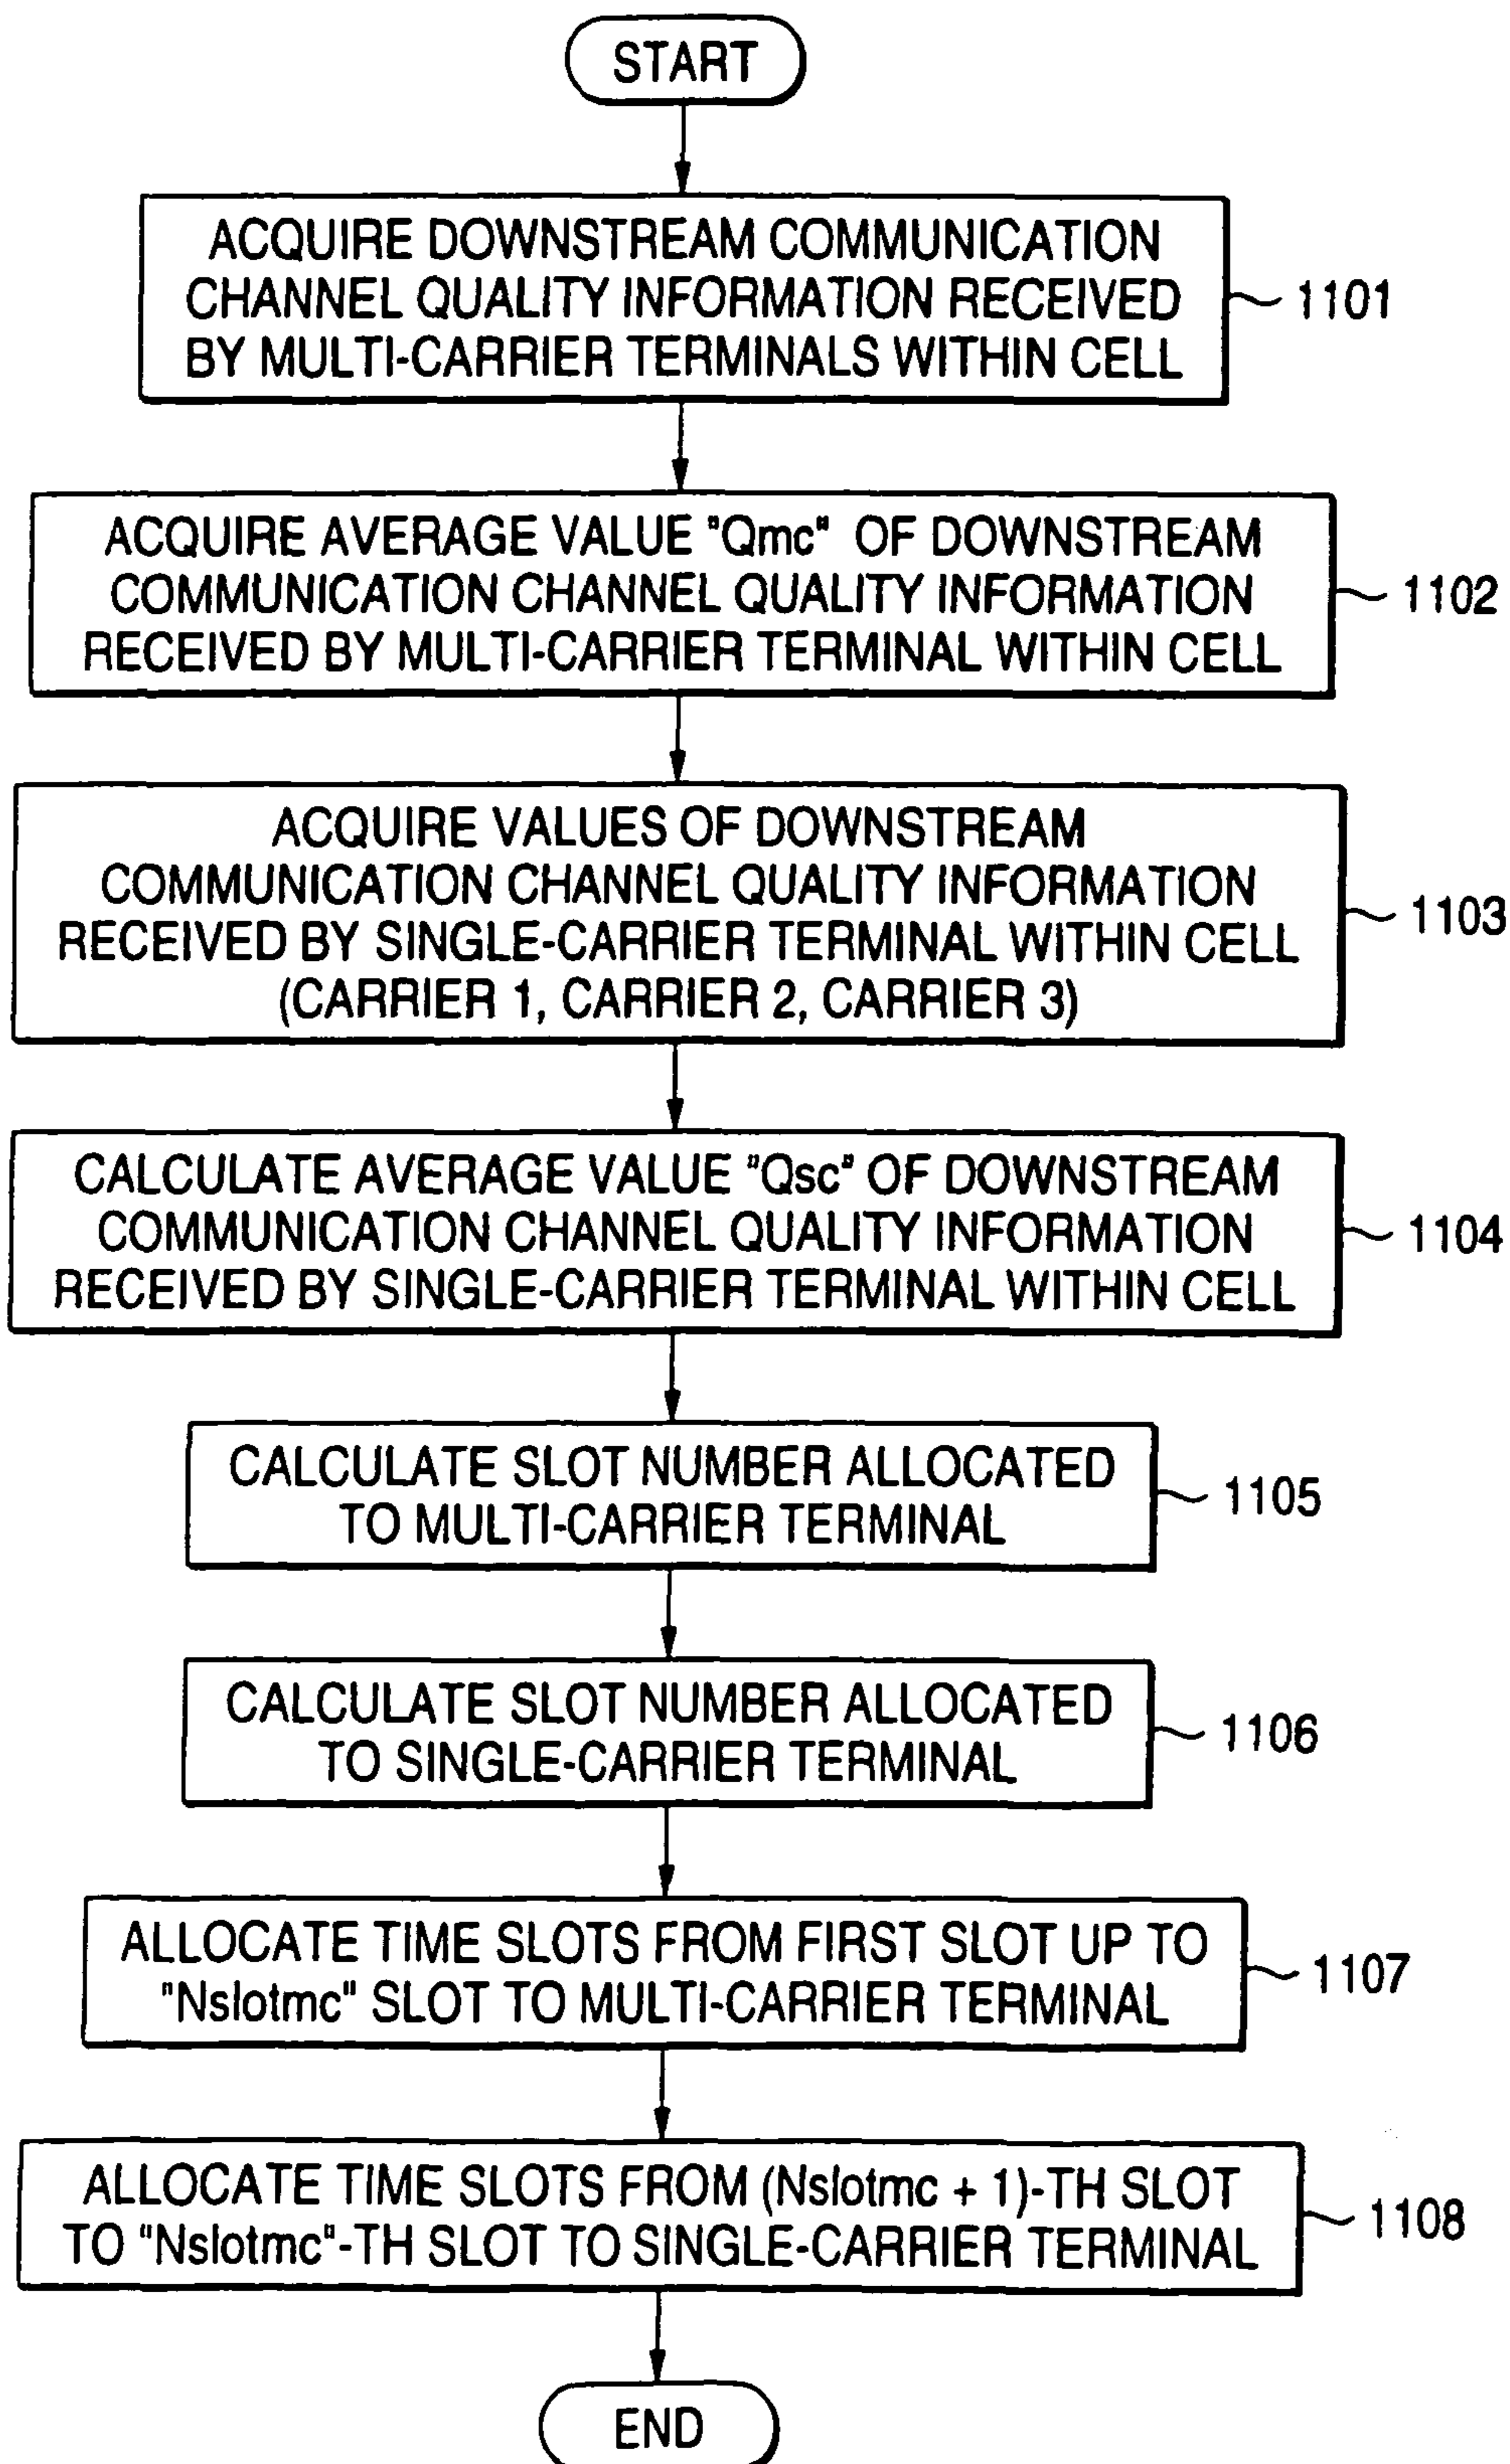 START
ACQUIRE DOWNSTREAM COMMUNICATION
CHANNEL QUALITY INFORMATION RECEIVED
BY MULTI-CARRIER TERMINALS WITHIN CELL
1101
ACQUIRE AVERAGE VALUE "Qmc" OF DOWNSTREAM
COMMUNICATION CHANNEL QUALITY INFORMATION
RECEIVED BY MULTI-CARRIER TERMINAL WITHIN CELL
1102
ACQUIRE VALUES OF DOWNSTREAM
COMMUNICATION CHANNEL QUALITY INFORMATION
RECEIVED BY SINGLE-CARRIER TERMINAL WITHIN CELL
(CARRIER 1, CARRIER 2, CARRIER 3)
1103
CALCULATE AVERAGE VALUE "Qsc" OF DOWNSTREAM
COMMUNICATION CHANNEL QUALITY INFORMATION
RECEIVED BY SINGLE-CARRIER TERMINAL WITHIN CELL
1104
CALCULATE SLOT NUMBER ALLOCATED
TO MULTI-CARRIER TERMINAL
1105
CALCULATE SLOT NUMBER ALLOCATED
TO SINGLE-CARRIER TERMINAL
1106
ALLOCATE TIME SLOTS FROM FIRST SLOT UP TO
"Nslotmc" SLOT TO MULTI-CARRIER TERMINAL
1107
ALLOCATE TIME SLOTS FROM (Nslotmc + 1)-TH SLOT
TO "Nslotmc"-TH SLOT TO SINGLE-CARRIER TERMINAL
1108
END